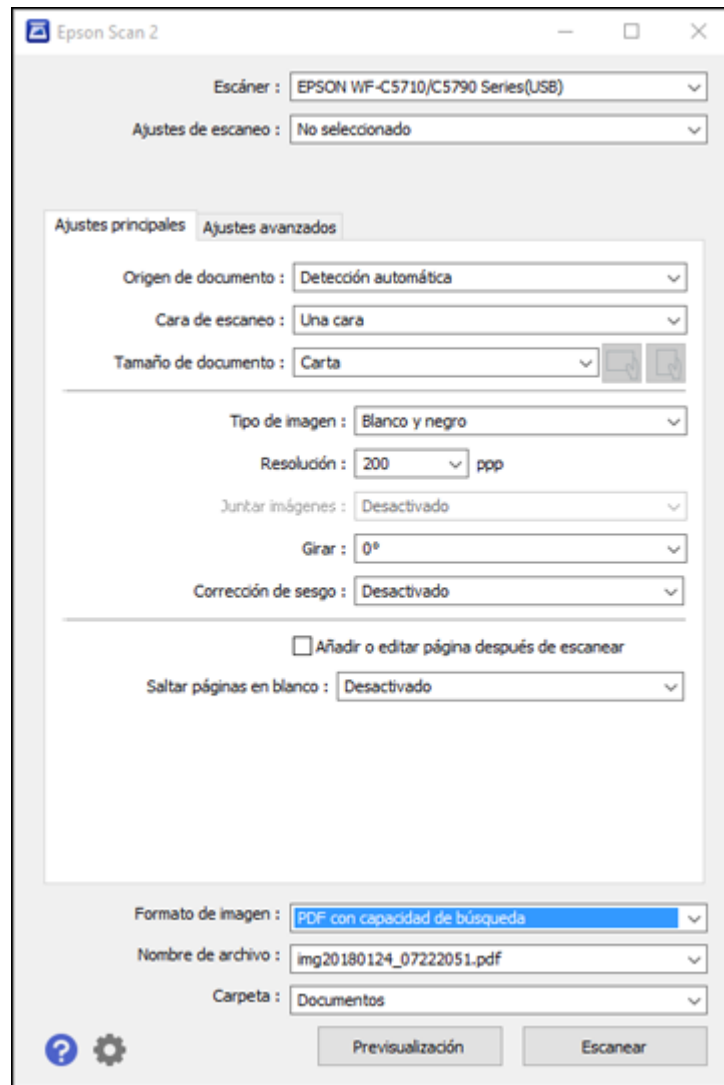 Epson Scan 2
Escáner : EPSON WF-C5710/C5790 Series(USB)
Ajustes de escaneo : No seleccionado
Ajustes principales Ajustes avanzados
Origen de documento : Detección automática
Cara de escaneo : Una cara
Tamaño de documento : Carta
Tipo de imagen : Blanco y negro
Resolución : 200 ppp
Juntar imágenes : Desactivado
Girar : 0°
Corrección de sesgo : Desactivado
Añadir o editar página después de escanear
Saltar páginas en blanco : Desactivado
Formato de imagen : PDF con capacidad de búsqueda
Nombre de archivo : img20180124_07222051.pdf
Carpeta : Documentos
? Previsualización Escanear